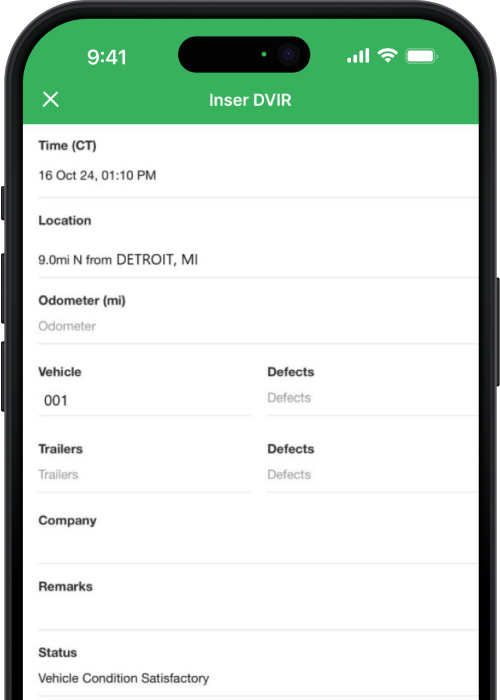 9:41
Inser DVIR
Time (CT)
16 Oct 24, 01:10 PM
Location
9.0mi N from DETROIT, MI
Odometer (mi)
Odometer
Vehicle Defects
001 Defects
Trailers Defects
Trailers Defects
Company
Remarks
Status
Vehicle Condition Satisfactory